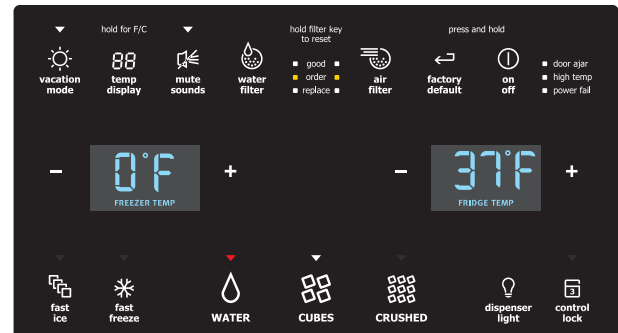 hold for F/C
hold filter key
to reset
press and hold
88
good
order
replace
door ajar
high temp
power fail
vacation
mode
temp
display
mute
sounds
water
filter
air
filter
factory
default
on
off
− 0°F +
FREEZER TEMP
− 37°F +
FRIDGE TEMP
3
fast
ice
fast
freeze
WATER
CUBES
CRUSHED
dispenser
light
control
lock